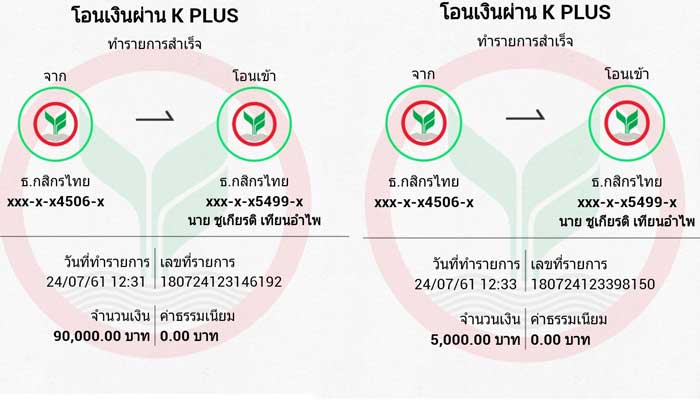 โอนเงินผ่าน K PLUS
ทำรายการสำเร็จ
จาก
โอนเข้า
ธ.กสิกรไทย
xxx-x-x4506-x
ธ.กสิกรไทย
xxx-x-x5499-x
นาย ชูเกียรติ เทียนอำไพ
วันที่ทำรายการ
24/07/61 12:31
เลขที่รายการ
180724123146192
จำนวนเงิน
90,000.00 บาท
ค่าธรรมเนียม
0.00 บาท
โอนเงินผ่าน K PLUS
ทำรายการสำเร็จ
จาก
โอนเข้า
ธ.กสิกรไทย
xxx-x-x4506-x
ธ.กสิกรไทย
xxx-x-x5499-x
นาย ชูเกียรติ เทียนอำไพ
วันที่ทำรายการ
24/07/61 12:33
เลขที่รายการ
180724123398150
จำนวนเงิน
5,000.00 บาท
ค่าธรรมเนียม
0.00 บาท